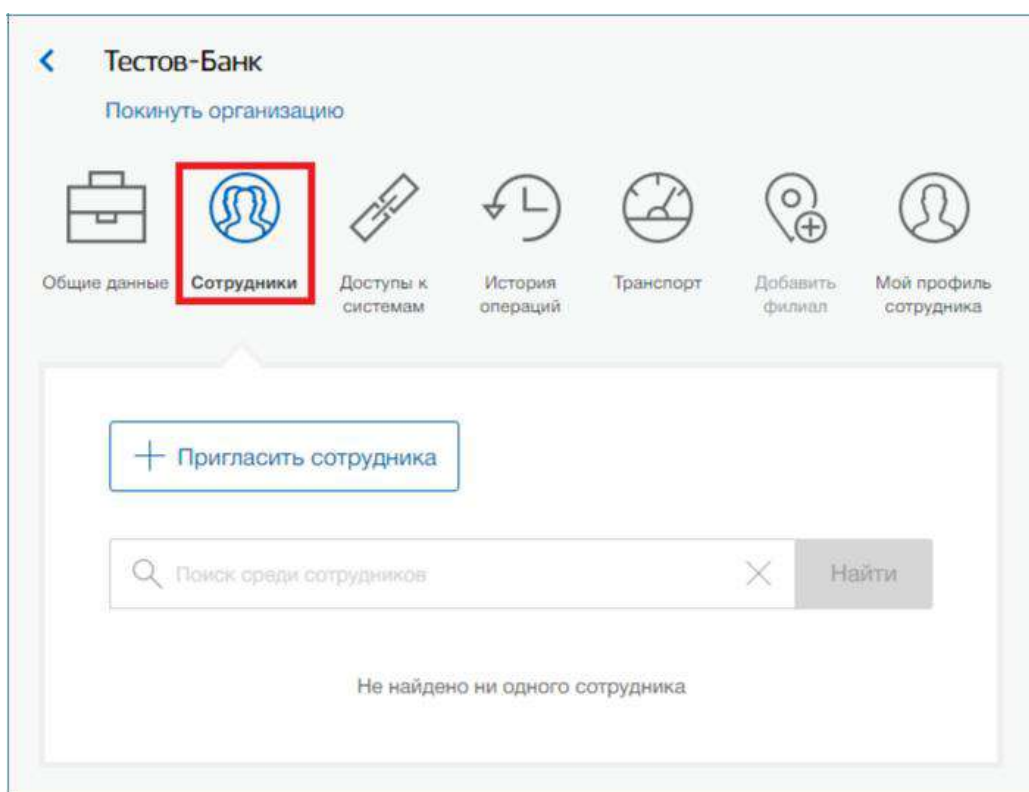 Тестов-Банк
Покинуть организацию
Общие данные
Сотрудники
Доступы к
системам
История
операций
Транспорт
Добавить
филиал
Мой профиль
сотрудника
Пригласить сотрудника
Поиск среди сотрудников
Найти
Не найдено ни одного сотрудника